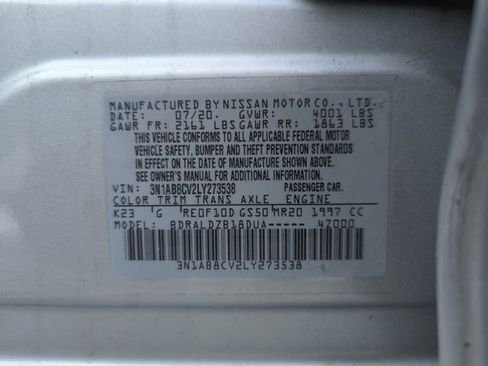 MANUFACTURED BY NISSAN MOTOR CO., LTD.
DATE: 07/20. GVWR: 4001 LBS
GAWR FR: 2161 LBS GAWR RR: 1863 LBS
THIS VEHICLE CONFORMS TO ALL APPLICABLE FEDERAL MOTOR
VEHICLE SAFETY, BUMPER AND THEFT PREVENTION STANDARDS
IN EFFECT ON THE DATE OF MANUFACTURE SHOWN ABOVE.
SEE OWNER'S MANUAL FOR ADDITIONAL INFORMATION.
VIN: 3N1AB8CV2LY273538 PASSENGER CAR.
COLOR TRIM TRANS AXLE ENGINE
K23 G RE0F10D GS50 MR20 1997 CC
MODEL: BDRALDZB18DUA----- 47000
3N1AB8CV2LY273538